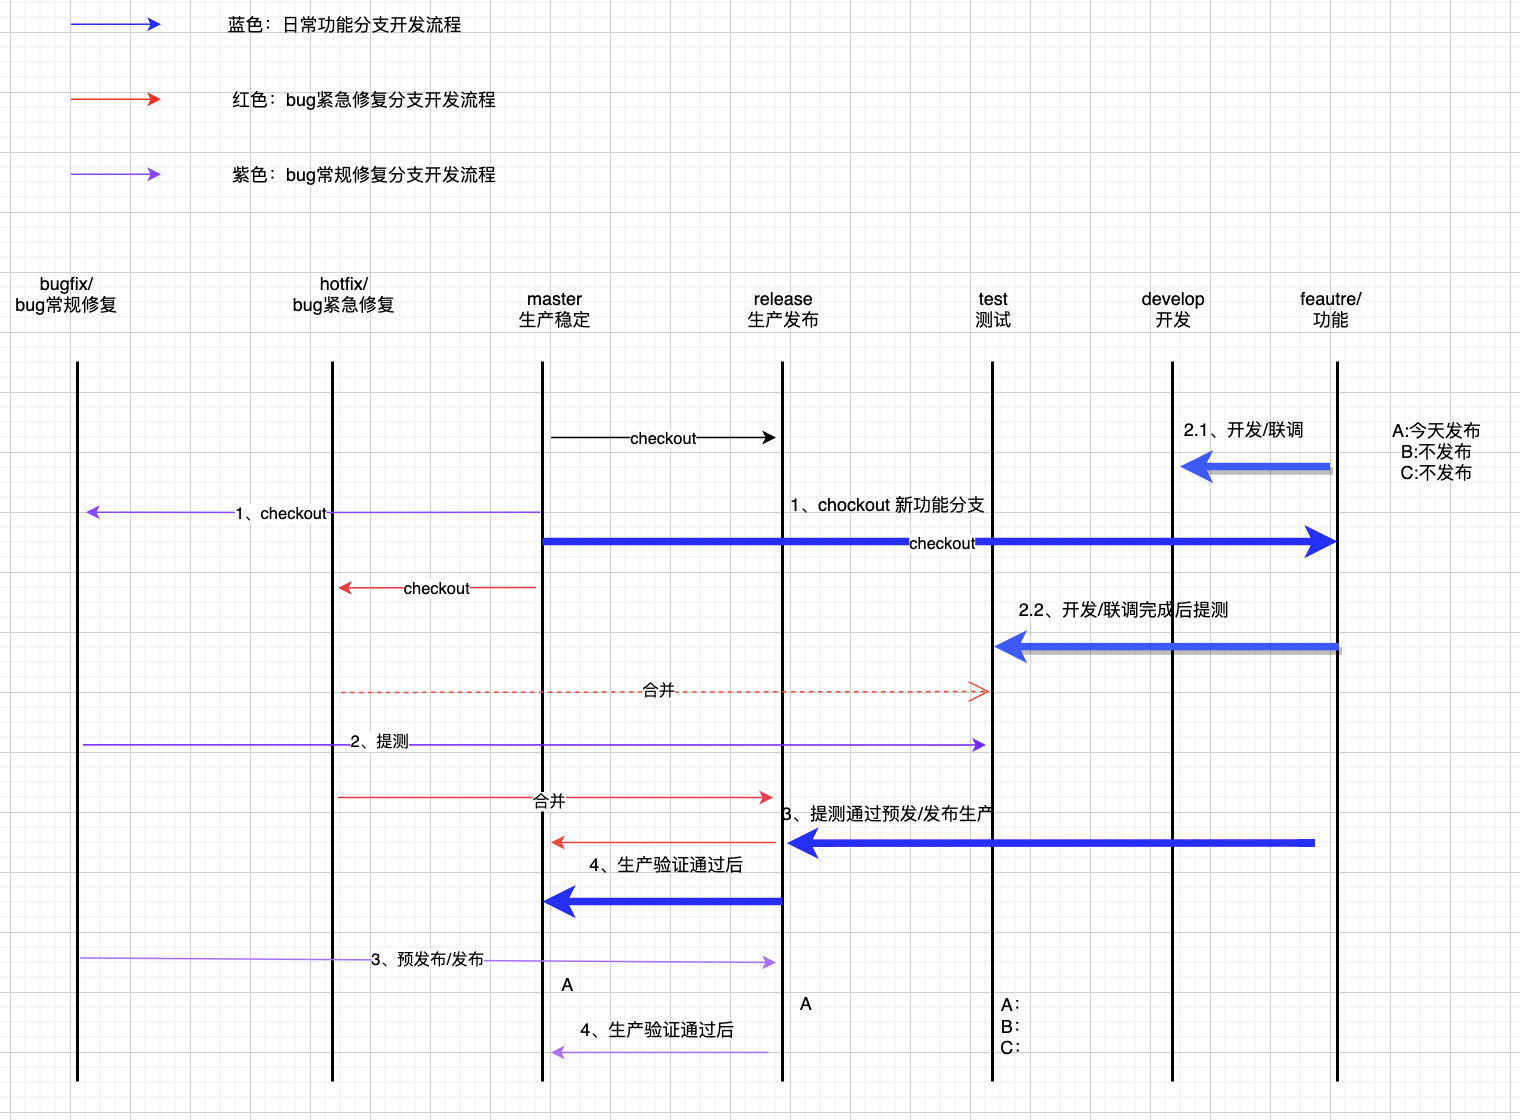 蓝色：日常功能分支开发流程
红色：bug紧急修复分支开发流程
紫色：bug常规修复分支开发流程
bugfix/
bug常规修复
hotfix/
bug紧急修复
master
生产稳定
release
生产发布
test
测试
develop
开发
feautre/
功能
checkout
2.1、开发/联调
A:今天发布
B:不发布
C:不发布
1、checkout
1、chockout 新功能分支
checkout
checkout
2.2、开发/联调完成后提测
合并
2、提测
合并
3、提测通过预发/发布生产
4、生产验证通过后
3、预发布/发布
A
A
A：
B：
C：
4、生产验证通过后